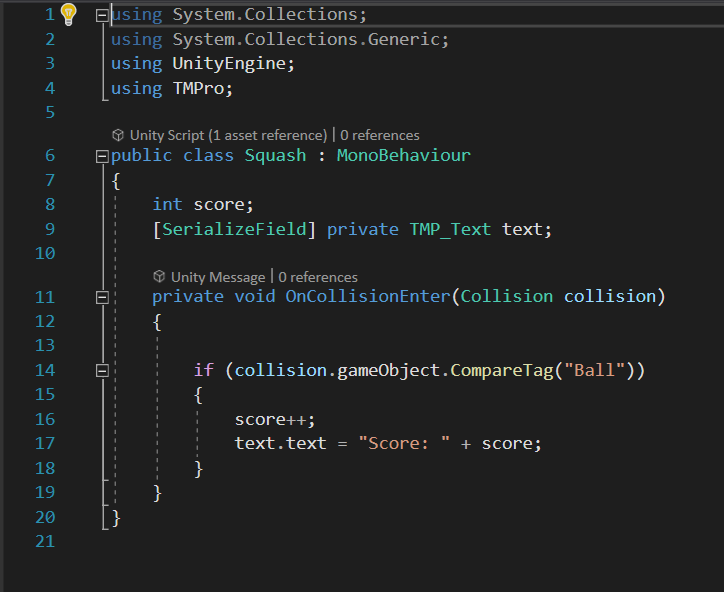 1 using System.Collections;
2 using System.Collections.Generic;
3 using UnityEngine;
4 using TMPro;
5
Unity Script (1 asset reference) | 0 references
6 public class Squash : MonoBehaviour
7 {
8 int score;
9 [SerializeField] private TMP_Text text;
10
Unity Message | 0 references
11 private void OnCollisionEnter(Collision collision)
12 {
13
14 if (collision.gameObject.CompareTag("Ball"))
15 {
16 score++;
17 text.text = "Score: " + score;
18 }
19 }
20 }
21